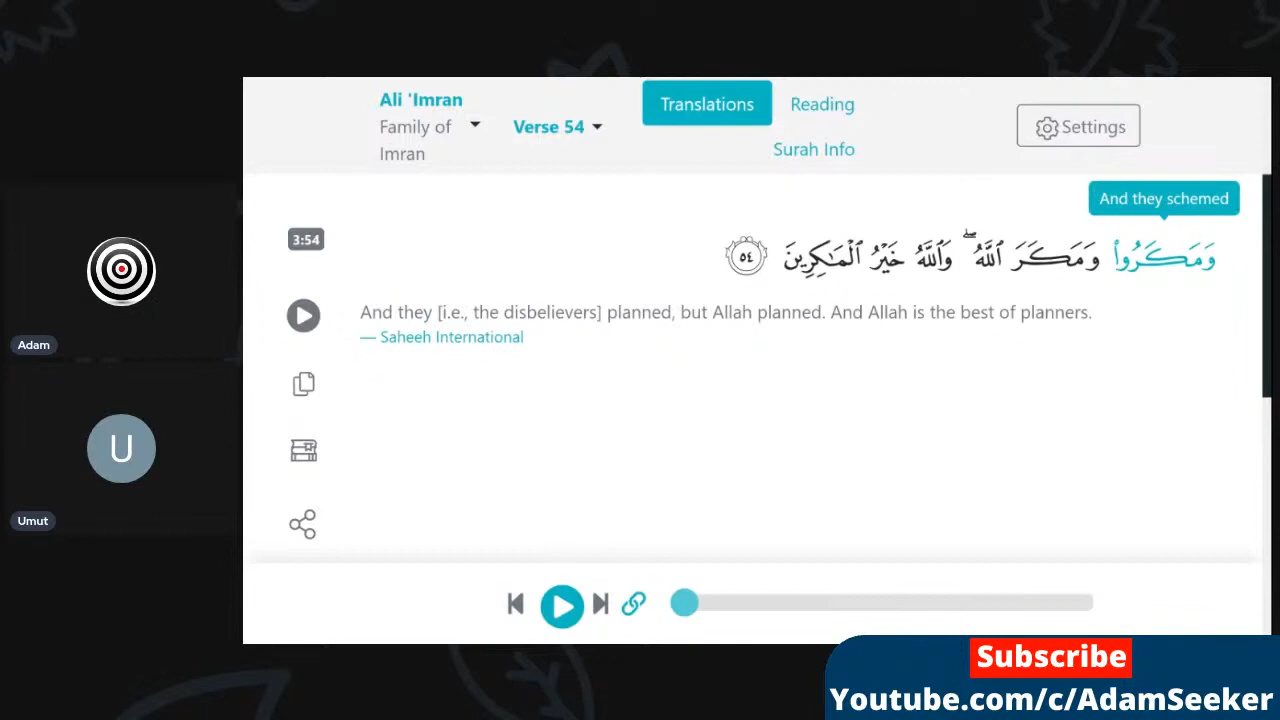 Ali 'Imran
Family of
Imran
Verse 54
Translations
Reading
Surah Info
Settings
And they schemed
3:54
وَمَكَرُوا۟ وَمَكَرَ ٱللَّهُ ۖ وَٱللَّهُ خَيْرُ ٱلْمَـٰكِرِينَ ٥٤
And they [i.e., the disbelievers] planned, but Allah planned. And Allah is the best of planners.
— Saheeh International
Adam
U
Umut
Subscribe
Youtube.com/c/AdamSeeker